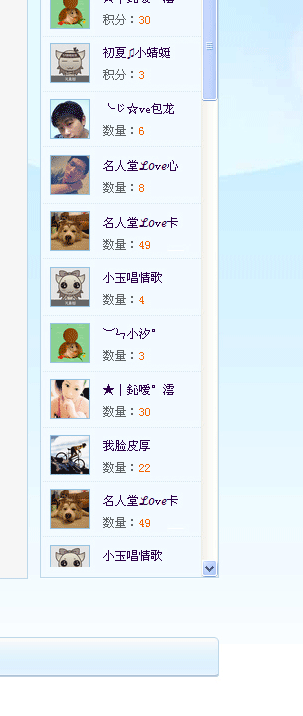 积分：30
初夏♫小蜻蜓
积分：3
╰じ☆ve包龙
数量：6
名人堂ℒℴve心
数量：8
名人堂ℒℴve卡
数量：49
小玉唱情歌
数量：4
︶ㄣ小汐°
数量：3
★｜鈊嗳°澪
数量：30
我脸皮厚
数量：22
名人堂ℒℴve卡
数量：49
小玉唱情歌